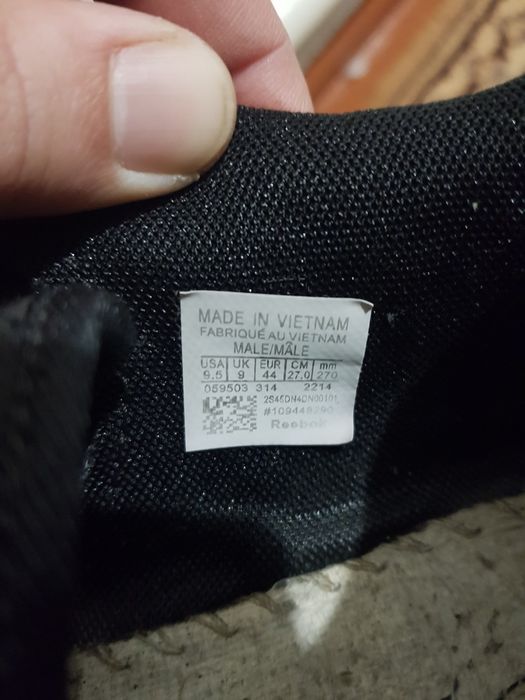 MADE IN VIETNAM
FABRIQUÉ AU VIETNAM
MALE/MÂLE
USA UK EUR CM mm
9.5 9 44 27.0 270
059503 314 2214
2S45DN4DN00101
Reebok